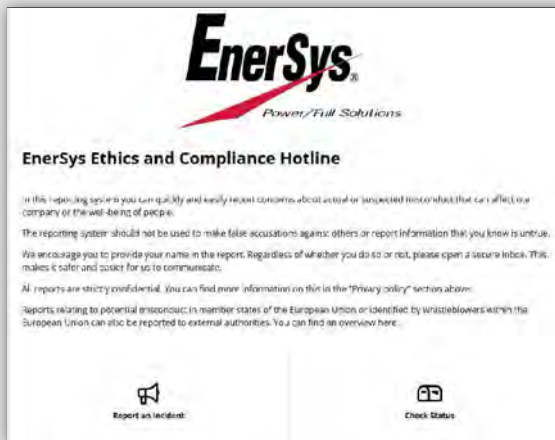 EnerSys®
Power/Full Solutions
EnerSys Ethics and Compliance Hotline
In this reporting system you can quickly and easily report concerns about actual or suspected misconduct that can affect our
company or the well-being of people.
The reporting system should not be used to make false accusations against others or report information that you know is untrue.
We encourage you to provide your name in the report. Regardless of whether you do so or not, please open a secure inbox. This
makes it safer and easier for us to communicate.
All reports are strictly confidential. You can find more information on this in the "Privacy policy" section above.
Reports relating to potential misconduct in member states of the European Union or identified by whistleblowers within the
European Union can also be reported to external authorities. You can find an overview here.
Report an Incident
Check Status